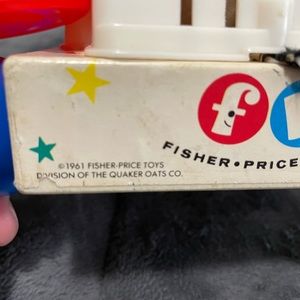 f
FISHER·PRICE
©1961 FISHER-PRICE TOYS
DIVISION OF THE QUAKER OATS CO.